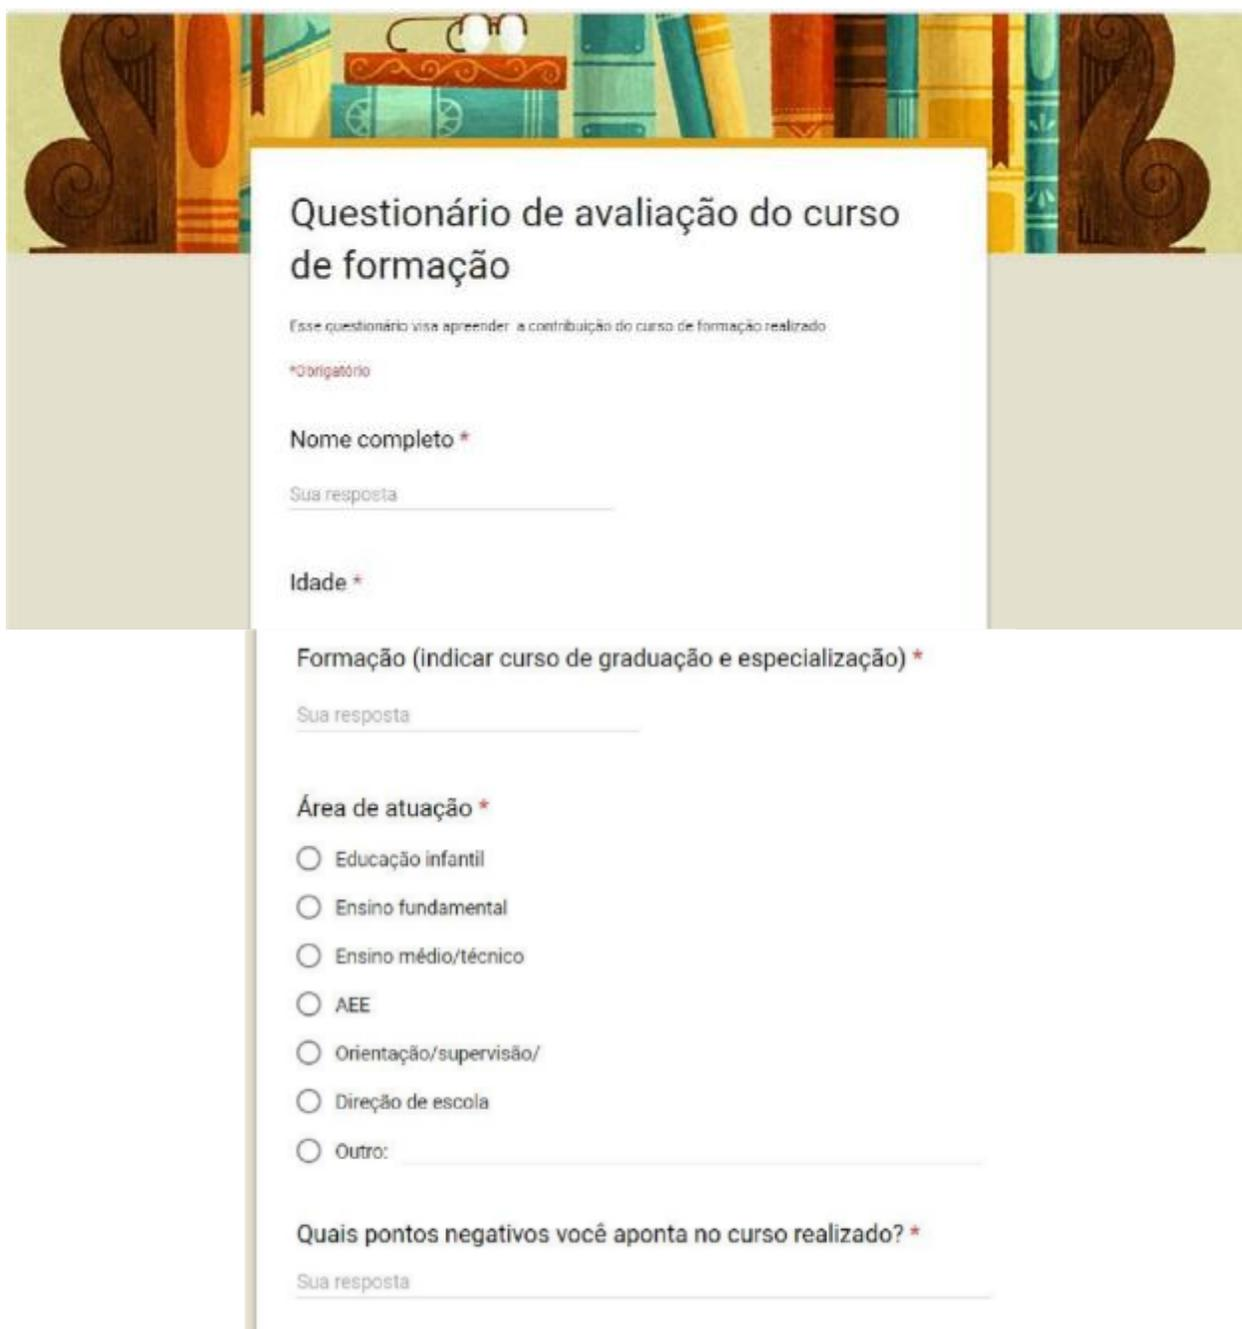 Questionário de avaliação do curso
de formação
Esse questionário visa apreender a contribuição do curso de formação realizado
*Obrigatório
Nome completo *
Sua resposta
Idade *
Formação (indicar curso de graduação e especialização) *
Sua resposta
Área de atuação *
Educação infantil
Ensino fundamental
Ensino médio/técnico
AEE
Orientação/supervisão/
Direção de escola
Outro:
Quais pontos negativos você aponta no curso realizado? *
Sua resposta